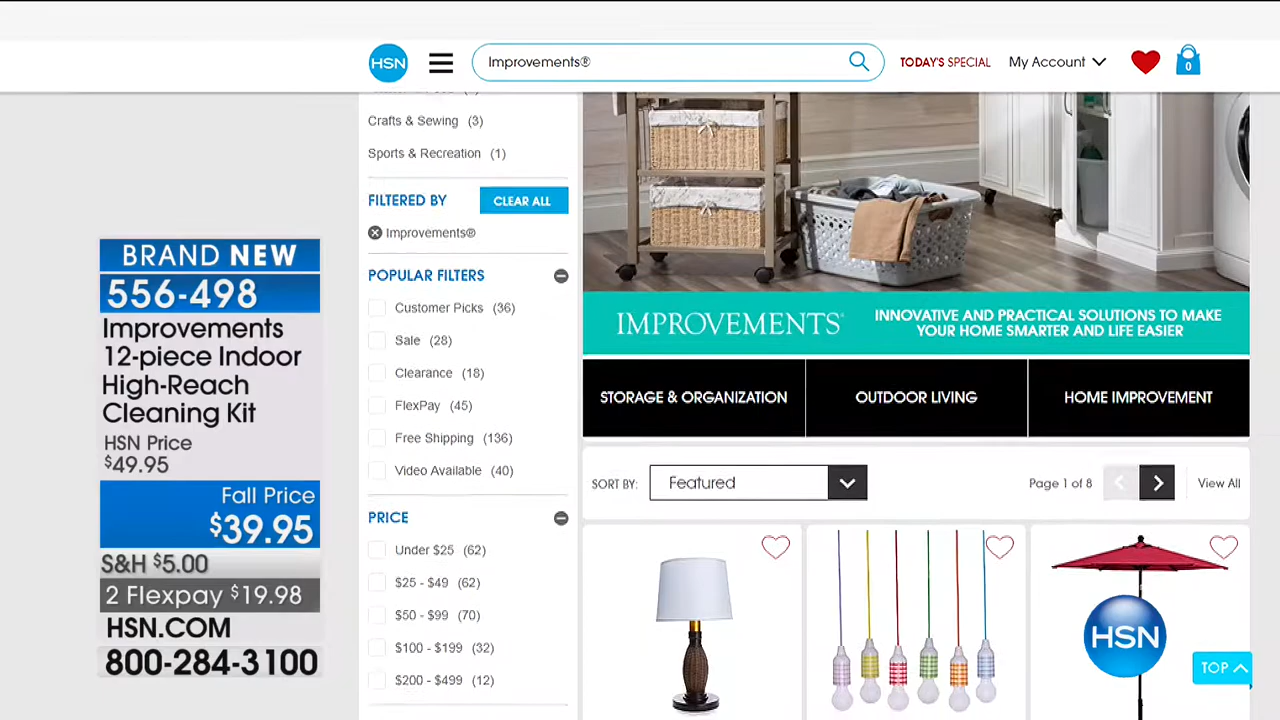 HSN
Improvements®
TODAY'S SPECIAL
My Account
0
Crafts & Sewing (3)
Sports & Recreation (1)
FILTERED BY
CLEAR ALL
Improvements®
POPULAR FILTERS
Customer Picks (36)
Sale (28)
Clearance (18)
FlexPay (45)
Free Shipping (136)
Video Available (40)
PRICE
Under $25 (62)
$25 - $49 (62)
$50 - $99 (70)
$100 - $199 (32)
$200 - $499 (12)
BRAND NEW
556-498
Improvements
12-piece Indoor
High-Reach
Cleaning Kit
HSN Price
$49.95
Fall Price
$39.95
S&H $5.00
2 Flexpay $19.98
HSN.COM
800-284-3100
IMPROVEMENTS®
INNOVATIVE AND PRACTICAL SOLUTIONS TO MAKE
YOUR HOME SMARTER AND LIFE EASIER
STORAGE & ORGANIZATION
OUTDOOR LIVING
HOME IMPROVEMENT
SORT BY:
Featured
Page 1 of 8
View All
HSN
TOP